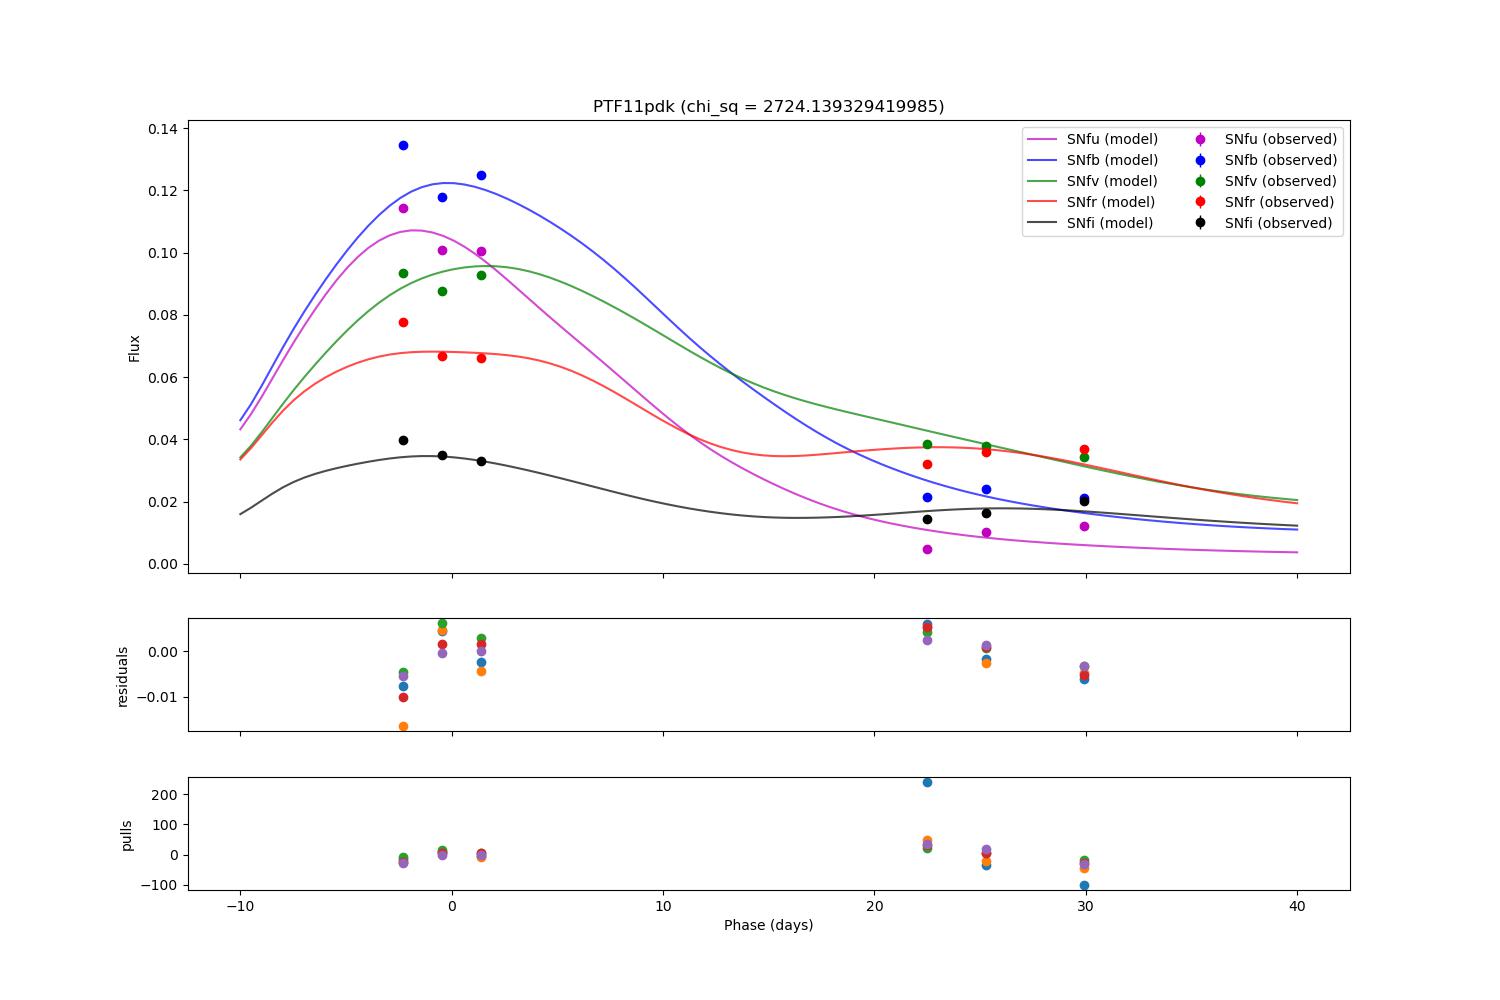 PTF11pdk (chi_sq = 2724.139329419985)
0.14
0.12
0.10
0.08
0.06
0.04
0.02
0.00
Flux
SNfu (model)
SNfb (model)
SNfv (model)
SNfr (model)
SNfi (model)
SNfu (observed)
SNfb (observed)
SNfv (observed)
SNfr (observed)
SNfi (observed)
0.00
−0.01
residuals
200
100
0
−100
pulls
−10 0 10 20 30 40
Phase (days)